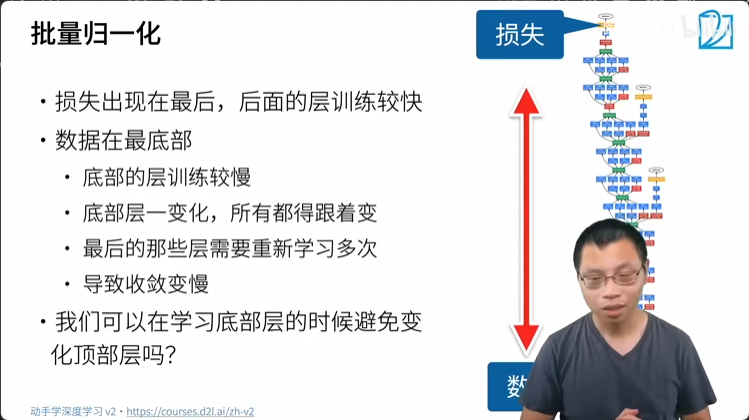 批量归一化
损失
• 损失出现在最后，后面的层训练较快
• 数据在最底部
• 底部的层训练较慢
• 底部层一变化，所有都得跟着变
• 最后的那些层需要重新学习多次
• 导致收敛变慢
• 我们可以在学习底部层的时候避免变
化顶部层吗？
数
动手学深度学习 v2 • https://courses.d2l.ai/zh-v2